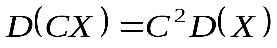 D(CX) = C²D(X)